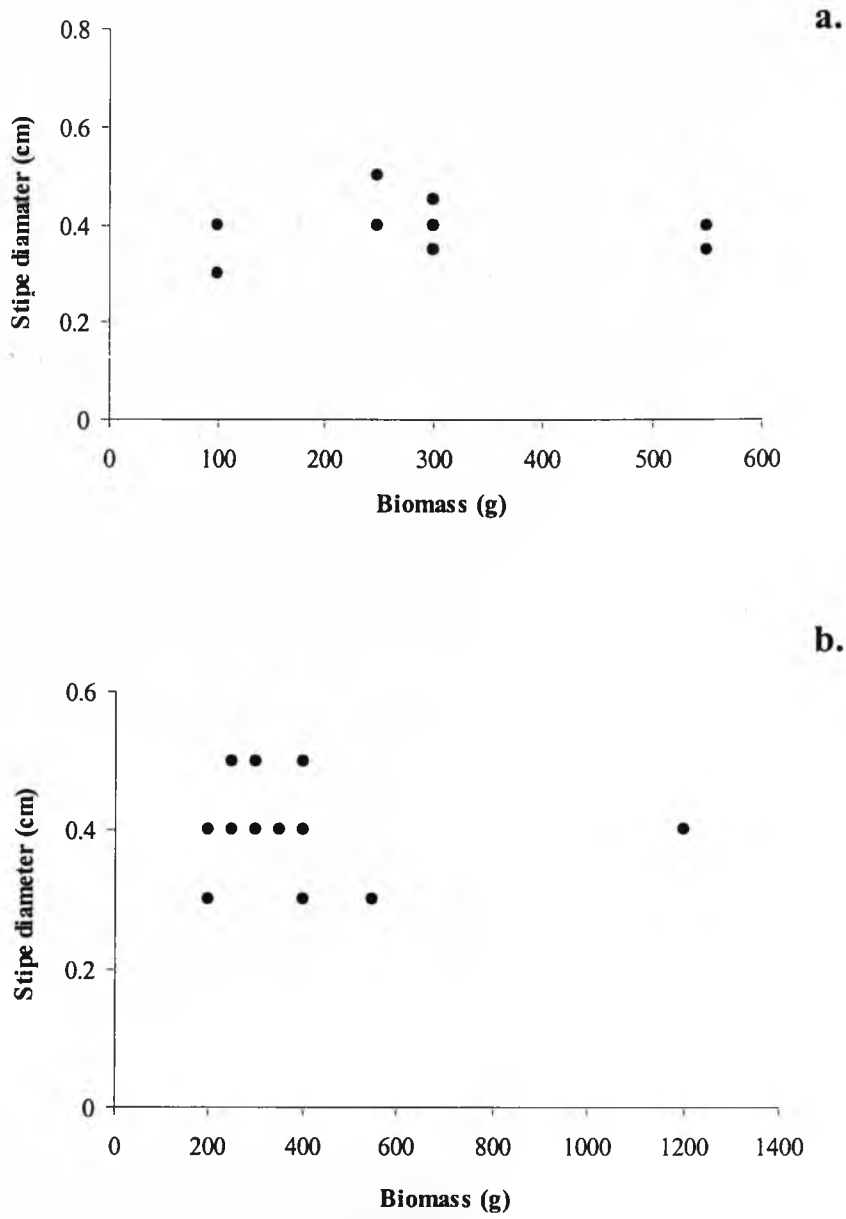 a.
0.8
0.6
0.4
0.2
0
Stipe diamater (cm)
0 100 200 300 400 500 600
Biomass (g)
b.
0.6
0.4
0.2
0
Stipe diameter (cm)
0 200 400 600 800 1000 1200 1400
Biomass (g)